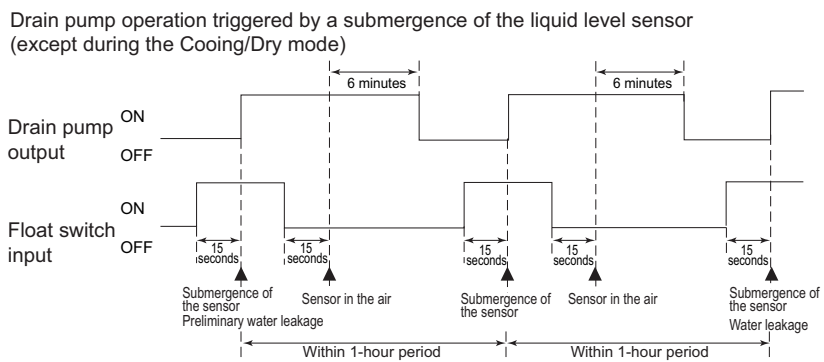 Drain pump operation triggered by a submergence of the liquid level sensor
(except during the Cooing/Dry mode)
6 minutes
6 minutes
Drain pump
output
ON
OFF
Float switch
input
ON
OFF
15
seconds
15
seconds
15
seconds
15
seconds
15
seconds
Submergence of
the sensor
Preliminary water leakage
Sensor in the air
Submergence of
the sensor
Sensor in the air
Submergence of
the sensor
Water leakage
Within 1-hour period
Within 1-hour period